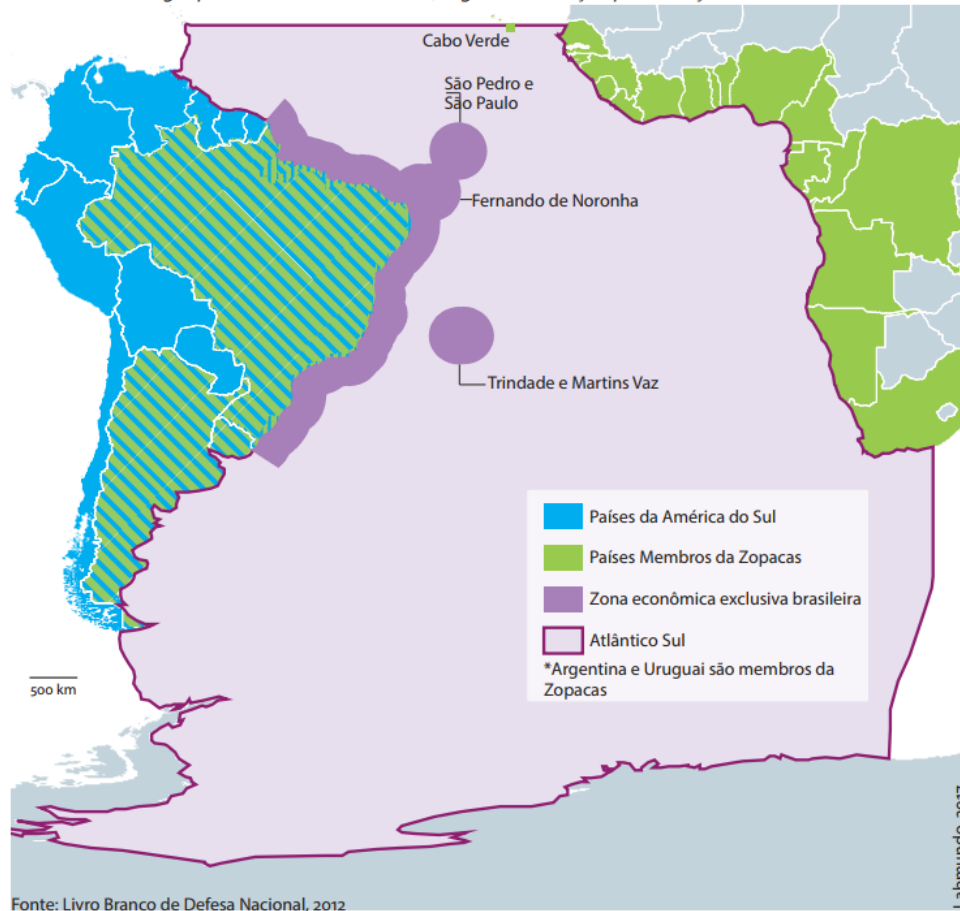 Cabo Verde
São Pedro e
São Paulo
Fernando de Noronha
Trindade e Martins Vaz
Países da América do Sul
Países Membros da Zopacas
Zona econômica exclusiva brasileira
Atlântico Sul
*Argentina e Uruguai são membros da
Zopacas
500 km
Labmundo, 2017
Fonte: Livro Branco de Defesa Nacional, 2012